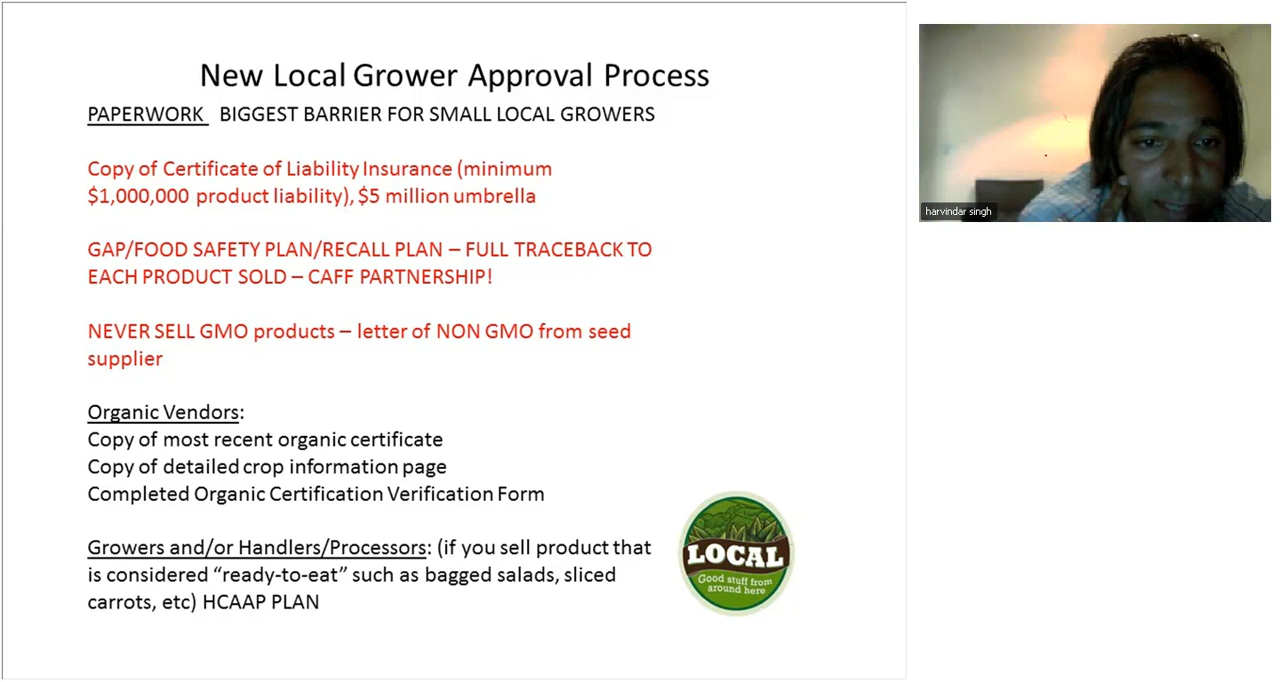 New Local Grower Approval Process
PAPERWORK BIGGEST BARRIER FOR SMALL LOCAL GROWERS
Copy of Certificate of Liability Insurance (minimum
$1,000,000 product liability), $5 million umbrella
GAP/FOOD SAFETY PLAN/RECALL PLAN – FULL TRACEBACK TO
EACH PRODUCT SOLD – CAFF PARTNERSHIP!
NEVER SELL GMO products – letter of NON GMO from seed
supplier
Organic Vendors:
Copy of most recent organic certificate
Copy of detailed crop information page
Completed Organic Certification Verification Form
Growers and/or Handlers/Processors: (if you sell product that
is considered “ready-to-eat” such as bagged salads, sliced
carrots, etc) HCAAP PLAN
LOCAL
Good stuff from
around here
harvindar singh